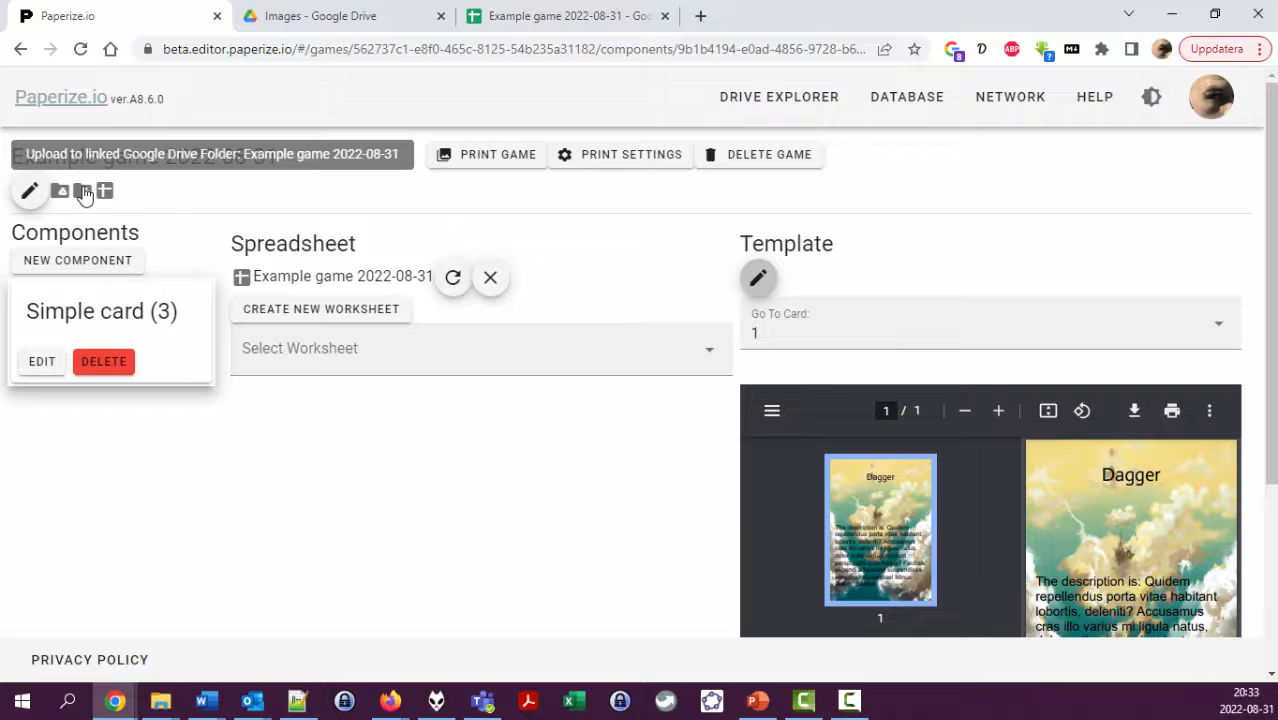 Paperize.io
Images - Google Drive
Example game 2022-08-31 - Goo
beta.editor.paperize.io/#/games/562737c1-e8f0-465c-8125-54b235a31182/components/9b1b4194-e0ad-4856-9728-b6...
Uppdatera
Paperize.io ver.A8.6.0
DRIVE EXPLORER
DATABASE
NETWORK
HELP
Upload to linked Google Drive Folder: Example game 2022-08-31
PRINT GAME
PRINT SETTINGS
DELETE GAME
Components
NEW COMPONENT
Simple card (3)
EDIT
DELETE
Spreadsheet
Example game 2022-08-31
CREATE NEW WORKSHEET
Select Worksheet
Template
Go To Card:
1
1 / 1
Dagger
1
Dagger
The description is: Quidem
repellendus porta vitae habitant
lobortis, deleniti? Accusamus
cras illo varius mi ligula natus,
PRIVACY POLICY
20:33
2022-08-31